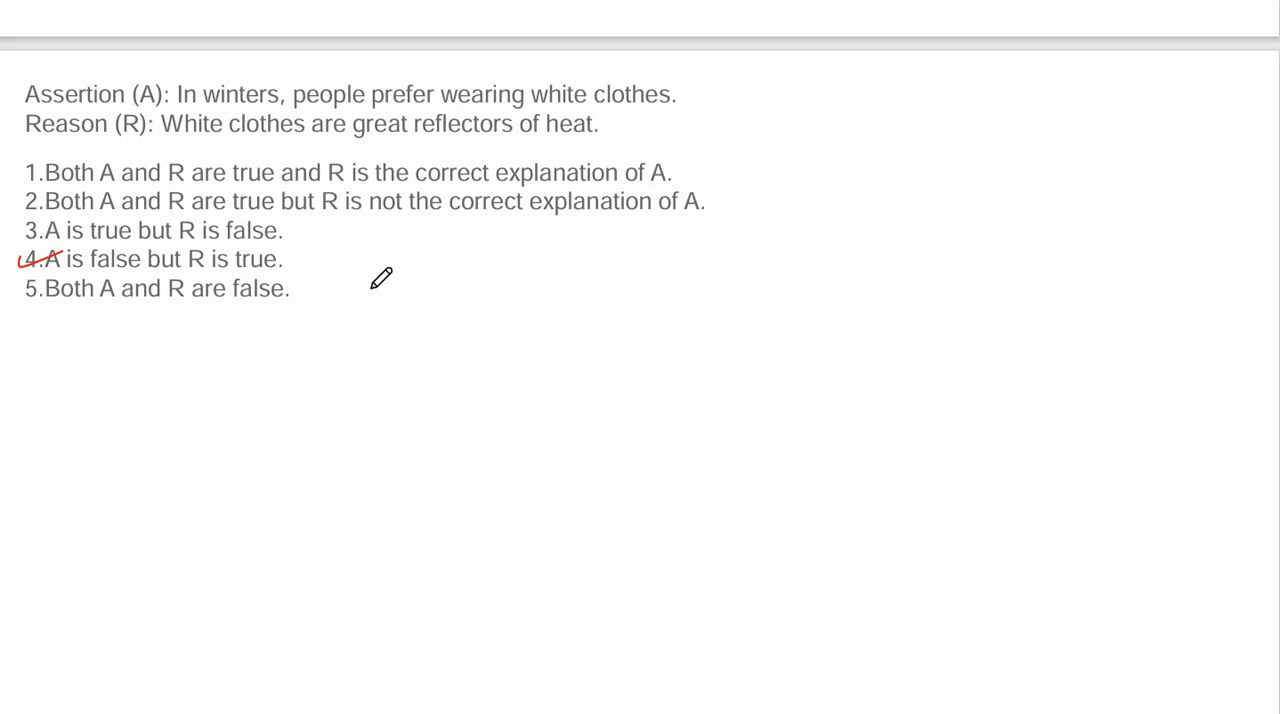 Assertion (A): In winters, people prefer wearing white clothes.
Reason (R): White clothes are great reflectors of heat.
1.Both A and R are true and R is the correct explanation of A.
2.Both A and R are true but R is not the correct explanation of A.
3.A is true but R is false.
4.A is false but R is true.
5.Both A and R are false.